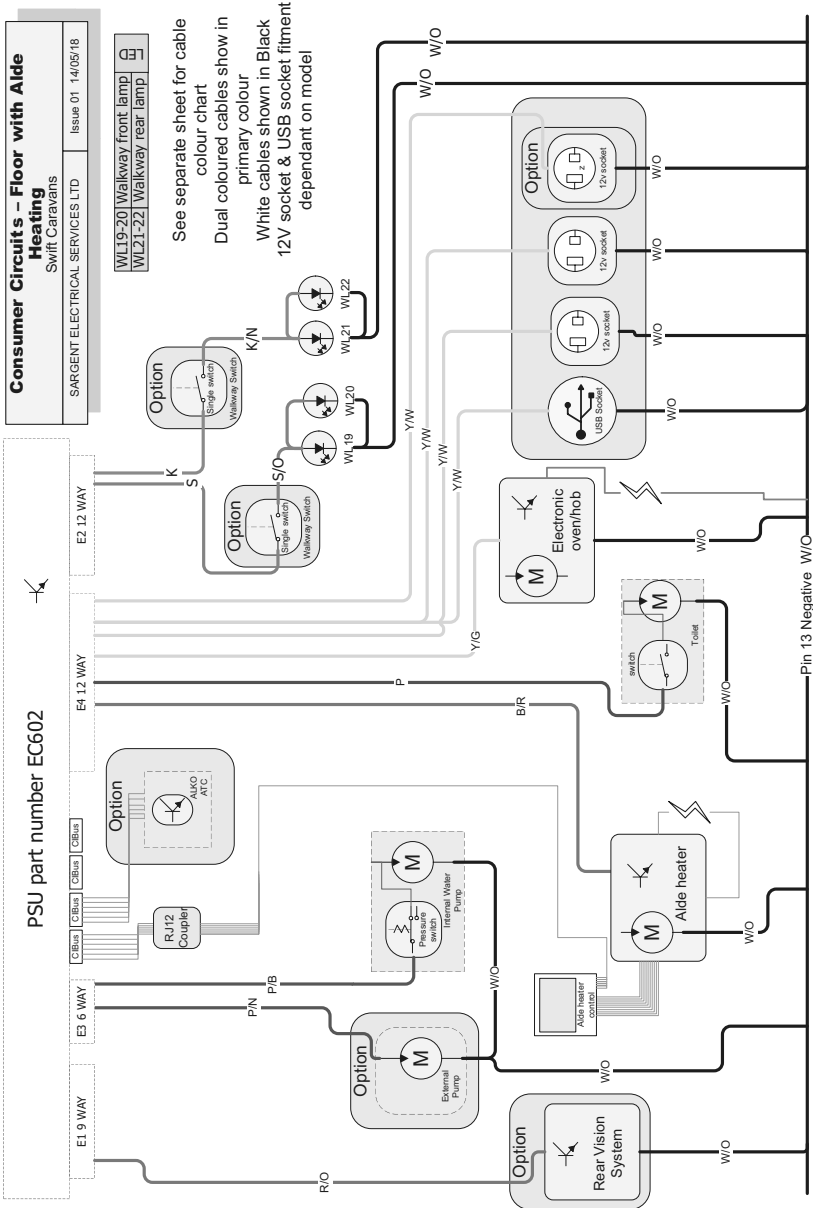 Consumer Circuits – Floor with Alde
Heating
Swift Caravans
SARGENT ELECTRICAL SERVICES LTD
Issue 01 14/05/18
WL19-20 Walkway front lamp
WL21-22 Walkway rear lamp
LED
See separate sheet for cable
colour chart
Dual coloured cables show in
primary colour
White cables shown in Black
12V socket & USB socket fitment
dependant on model
PSU part number EC602
E1 9 WAY
E3 6 WAY
CIBus
CIBus
CIBus
CIBus
E4 12 WAY
E2 12 WAY
RJ12
Coupler
Option
ALKO
ATC
Option
Single switch
Walkway Switch
Option
Single switch
Walkway Switch
K
S
K/N
S/O
WL19
WL20
WL21
WL22
W/O
W/O
R/O
P/N
P/B
B/R
P
Y/G
Y/W
Y/W
Y/W
Y/W
Option
External
Pump
M
Pressure
switch
M
Internal Water
Pump
W/O
W/O
Option
Rear Vision
System
W/O
Alde heater
control
M
Alde heater
W/O
switch
M
Toilet
W/O
M
Electronic
oven/hob
W/O
USB Socket
W/O
12v socket
W/O
12v socket
W/O
Option
z
12v socket
W/O
Pin 13 Negative W/O